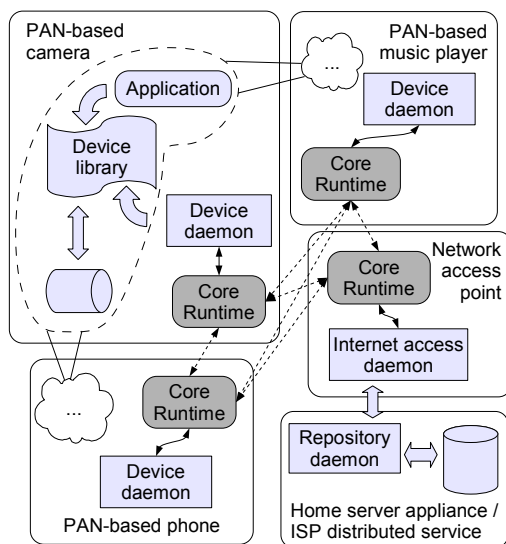 PAN-based
camera
Application
Device
library
Device
daemon
Core
Runtime
PAN-based
music player
...
Device
daemon
Core
Runtime
Network
access
point
Core
Runtime
Internet access
daemon
...
Core
Runtime
Device
daemon
PAN-based phone
Repository
daemon
Home server appliance /
ISP distributed service